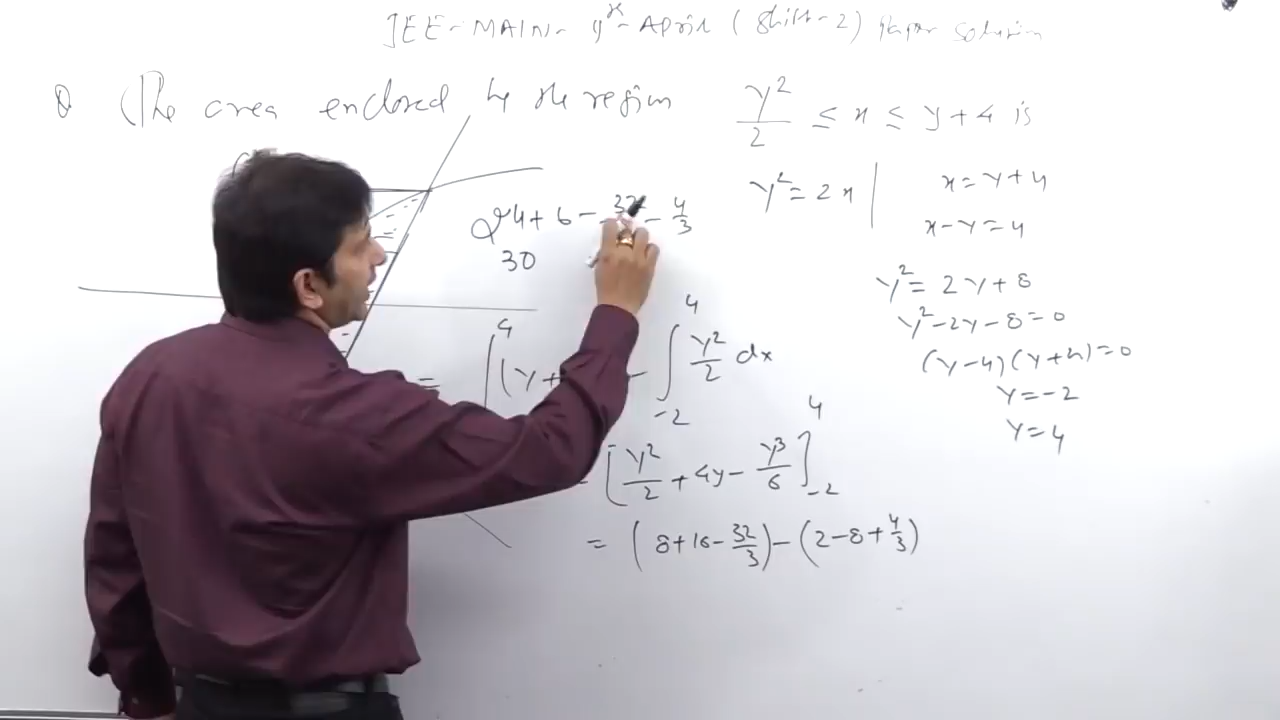 JEE-MAIN- 9th April (Shift-2) Paper solution
Q (The area enclosed by the region y²/2 ≤ x ≤ y+4 is
y² = 2x | x = y+4
x-y=4
24+6- 32 - 4/3
30
y² = 2y+8
y²-2y-8=0
(y-4)(y+2)=0
y=-2
y=4
= ∫ 4 (y+ - ∫ -2 4 y²/2 dx
= [y²/2 + 4y - y³/6] 4 -2
= (8+16-32/3)-(2-8+4/3)